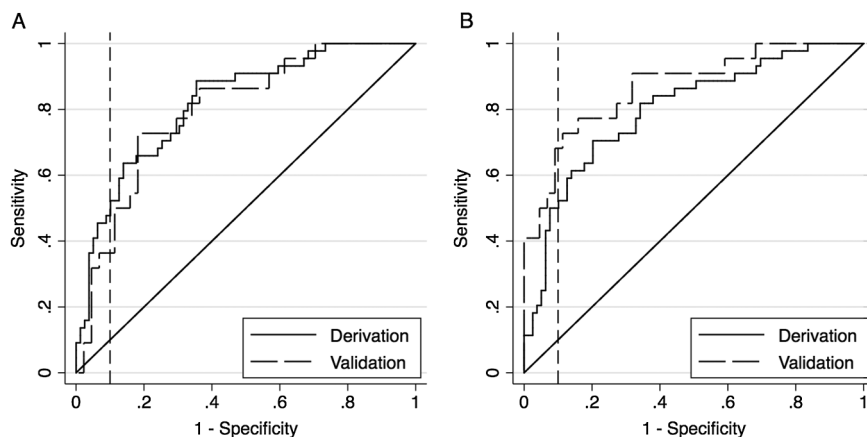 A
1
.8
.6
.4
.2
0
Sensitivity
0 .2 .4 .6 .8 1
1 - Specificity
Derivation
Validation
B
1
.8
.6
.4
.2
0
Sensitivity
0 .2 .4 .6 .8 1
1 - Specificity
Derivation
Validation